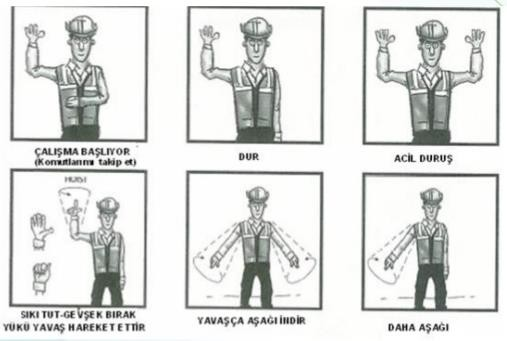 ÇALIŞMA BAŞLIYOR
(Komutlarımı takip et)
DUR
ACİL DURUŞ
HOIST
SIKI TUT-GEVŞEK BIRAK
YÜKÜ YAVAŞ HAREKET ETTİR
YAVAŞÇA AŞAĞI İNDİR
DAHA AŞAĞI